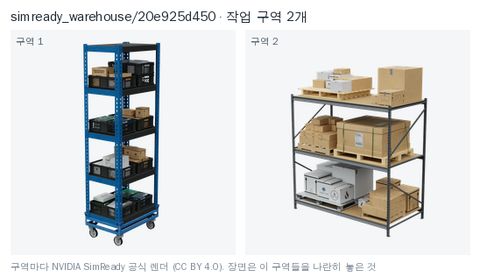 simready_warehouse/20e925d450 · 작업 구역 2개
구역 1
구역 2
구역마다 NVIDIA SimReady 공식 렌더 (CC BY 4.0). 장면은 이 구역들을 나란히 놓은 것